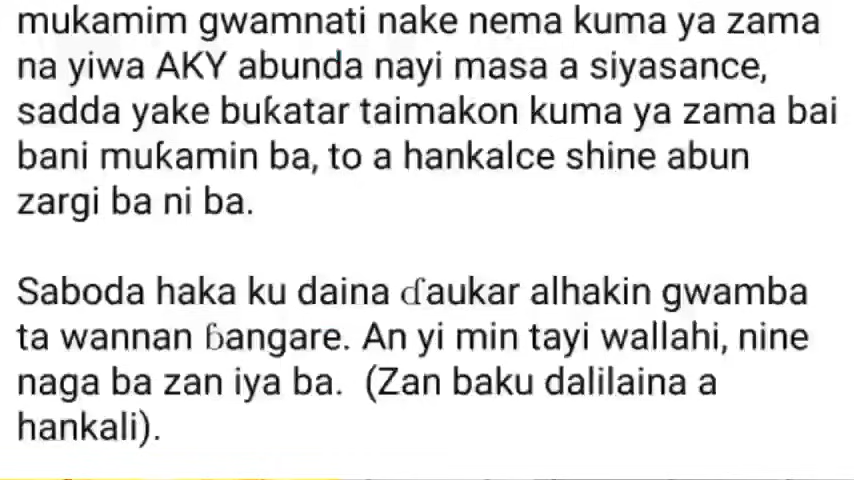 mukamim gwamnati nake nema kuma ya zama
na yiwa AKY abunda nayi masa a siyasance,
sadda yake buƙatar taimakon kuma ya zama bai
bani muƙamin ba, to a hankalce shine abun
zargi ba ni ba.
Saboda haka ku daina ɗaukar alhakin gwamba
ta wannan ɓangare. An yi min tayi wallahi, nine
naga ba zan iya ba. (Zan baku dalilaina a
hankali).